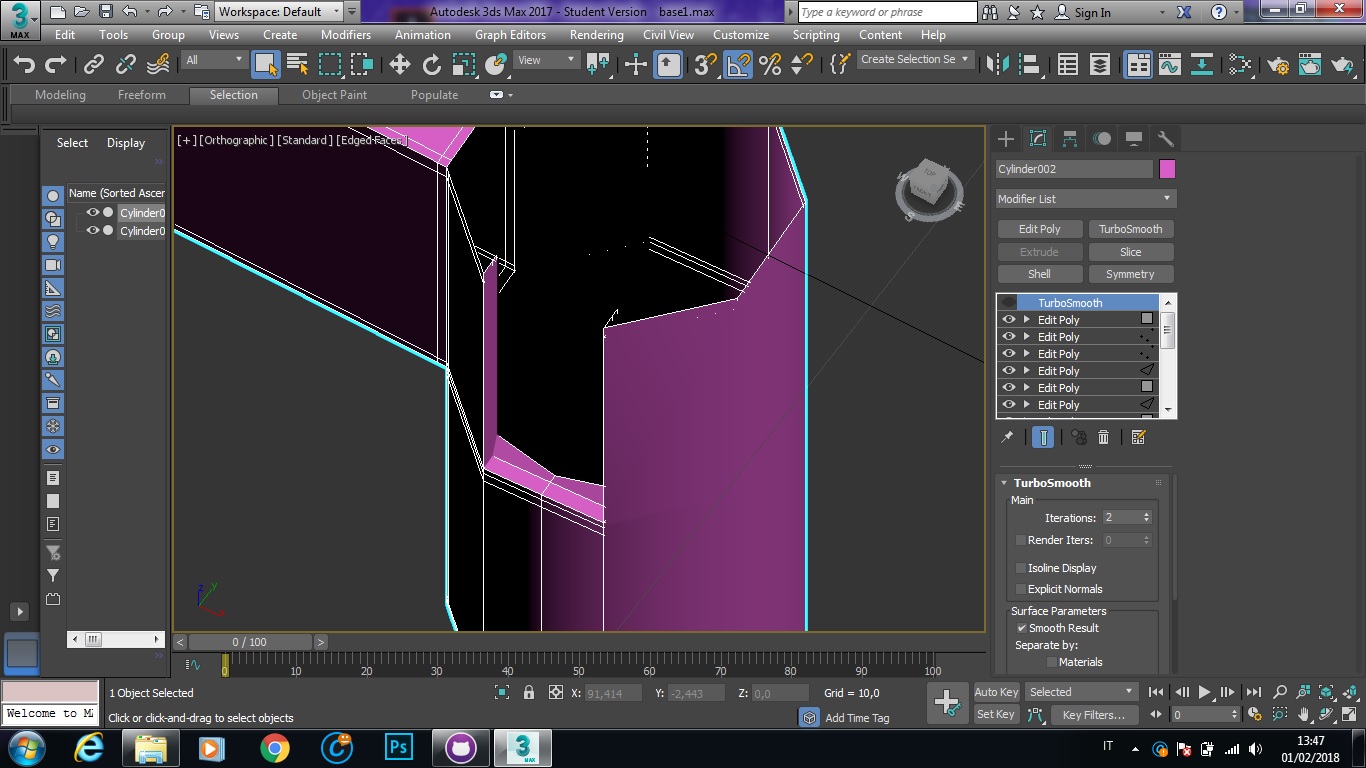 3
MAX
Workspace: Default
Autodesk 3ds Max 2017 - Student Version base1.max
Type a keyword or phrase
Sign In
Edit Tools Group Views Create Modifiers Animation Graph Editors Rendering Civil View Customize Scripting Content Help
All
View
3
Create Selection Se
Modeling Freeform Selection Object Paint Populate
Select Display
Name (Sorted Ascer
Cylinder0
Cylinder0
[+] [Orthographic] [Standard] [Edged Faces]
TOP
S
E
z
y
x
Cylinder002
Modifier List
Edit Poly TurboSmooth
Extrude Slice
Shell Symmetry
TurboSmooth
Edit Poly
Edit Poly
Edit Poly
Edit Poly
Edit Poly
Edit Poly
TurboSmooth
Main
Iterations: 2
Render Iters: 0
Isoline Display
Explicit Normals
Surface Parameters
Smooth Result
Separate by:
Materials
< 0 / 100 >
0 10 20 30 40 50 60 70 80 90 100
1 Object Selected
X: 91,414 Y: -2,443 Z: 0,0 Grid = 10,0
Auto Key Selected
Welcome to MA
Click or click-and-drag to select objects
Add Time Tag
Set Key Key Filters... 0
Ps
3
MAX
IT
13:47
01/02/2018